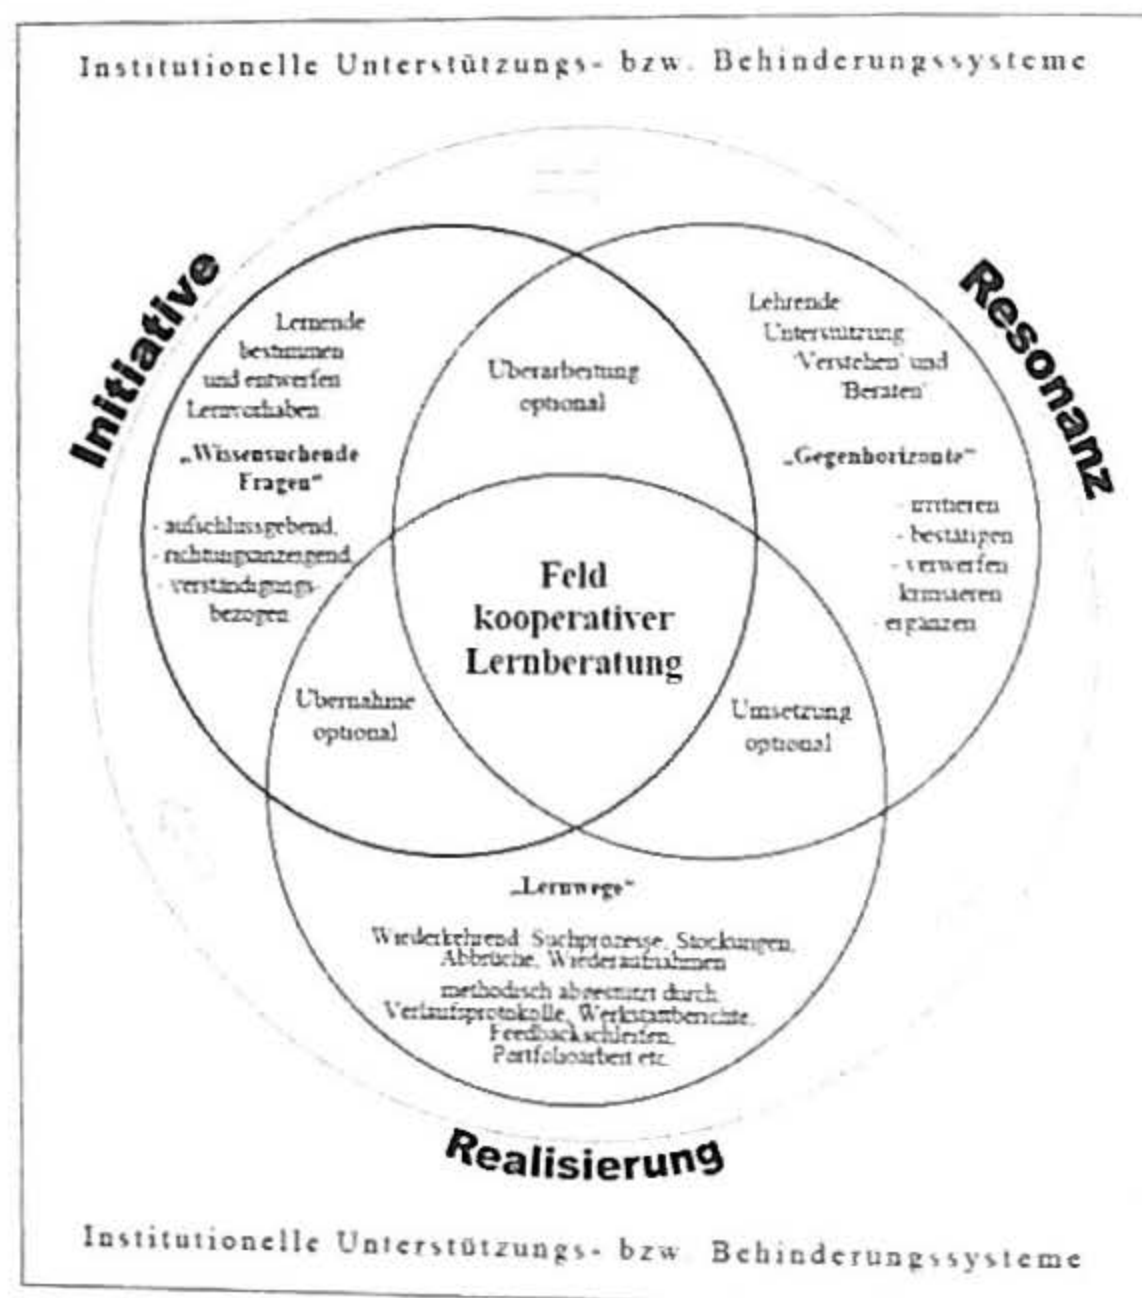 Institutionelle Unterstützungs- bzw. Behinderungssysteme
Initiative
Resonanz
Lernende
bestimmen
und entwerfen
Lernvorhaben
„Wissensuchende
Fragen“
- aufschlussgebend,
- richtungsanzeigend
- verständigungs-
bezogen
Überarbeitung
optional
Lehrende
Unterstützung
'Verstehen' und
'Beraten'
„Gegenhorizonte“
- irritieren
- bestätigen
- verwerfen
kritisieren
- ergänzen
Feld
kooperativer
Lernberatung
Übernahme
optional
Umsetzung
optional
„Lernwege“
Wiederkehrend Suchprozesse, Stockungen,
Abbrüche, Wiederaufnahmen
methodisch abgestützt durch
Verlaufsprotokolle, Werkstattberichte,
Feedbackschleifen,
Portfolioarbeit etc.
Realisierung
Institutionelle Unterstützungs- bzw. Behinderungssysteme